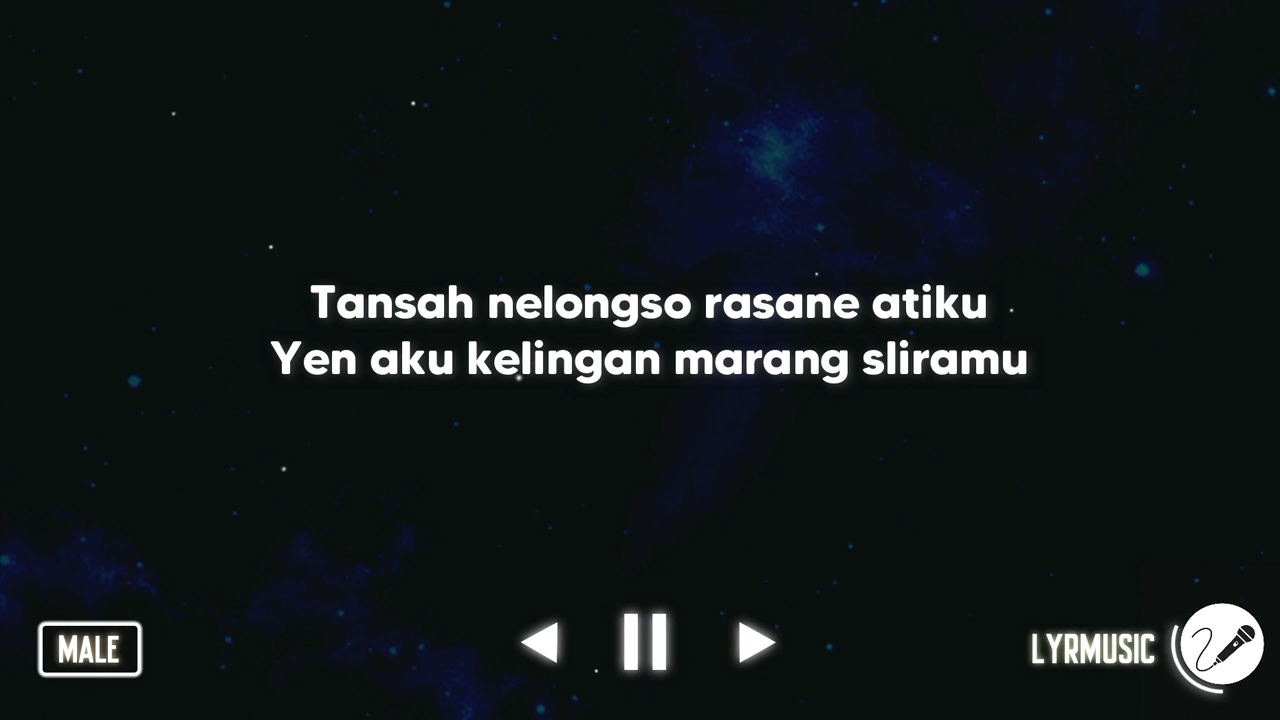 Tansah nelongso rasane atiku
Yen aku kelingan marang sliramu
MALE
LYRMUSIC